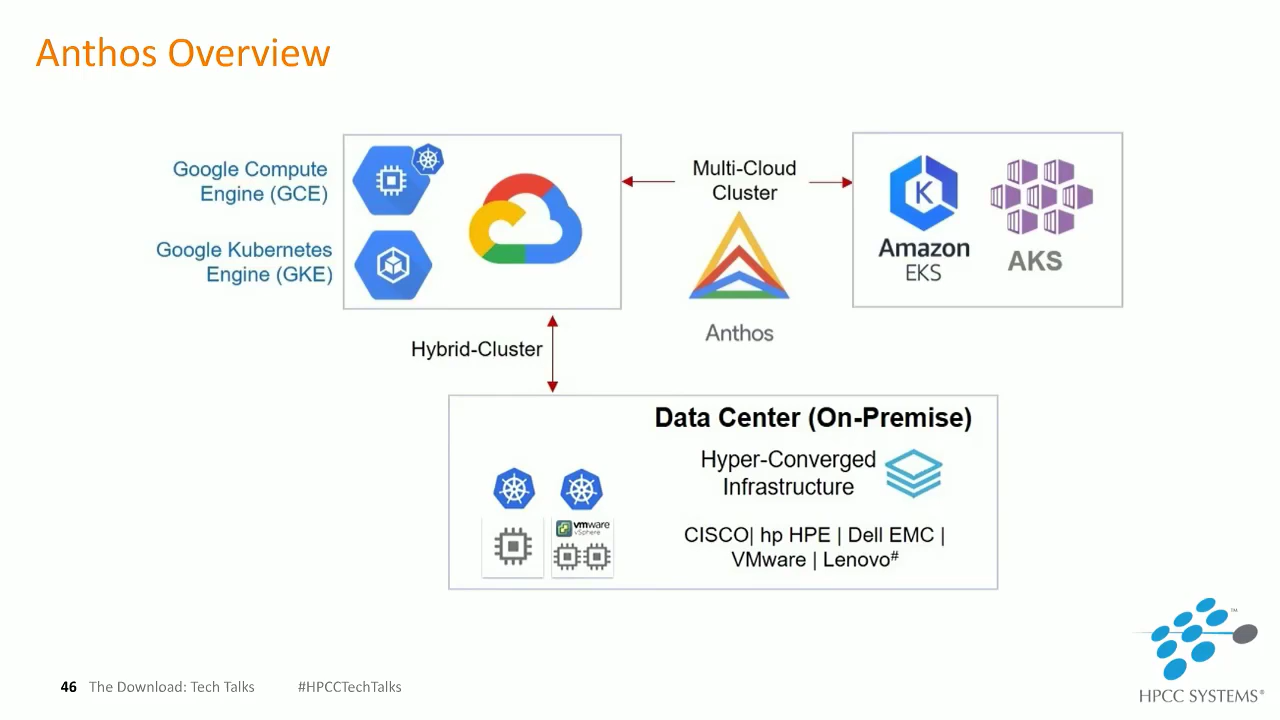 Anthos Overview
Google Compute
Engine (GCE)
Google Kubernetes
Engine (GKE)
Multi-Cloud
Cluster
Anthos
K
Amazon
EKS
AKS
Hybrid-Cluster
Data Center (On-Premise)
Hyper-Converged
Infrastructure
vmware
vSphere
CISCO| hp HPE | Dell EMC |
VMware | Lenovo#
46 The Download: Tech Talks #HPCCTechTalks
HPCC SYSTEMS®
™